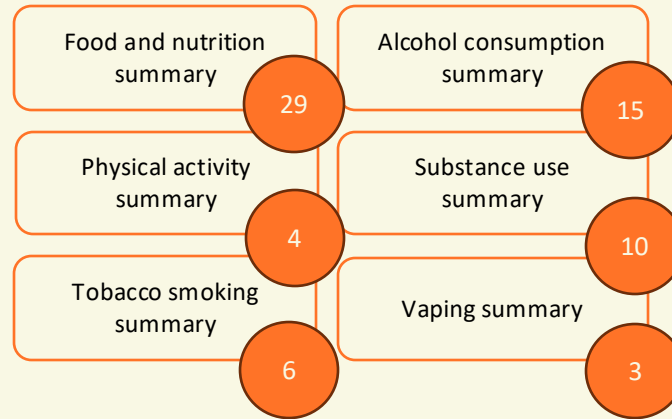 Food and nutrition
summary
29
Alcohol consumption
summary
15
Physical activity
summary
4
Substance use
summary
10
Tobacco smoking
summary
6
Vaping summary
3